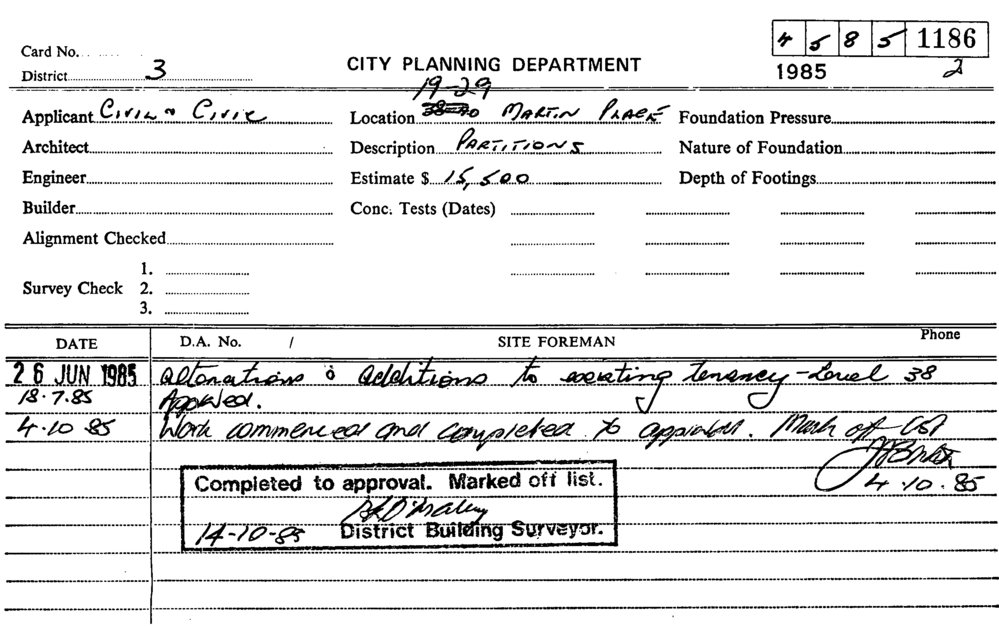 4 5 8 5 1186
Card No.
CITY PLANNING DEPARTMENT
1985 2
District 3
19-29
Applicant Civil & Civic Location Martin Place Foundation Pressure
Architect Description Partitions Nature of Foundation
Engineer Estimate $ 15,500 Depth of Footings
Builder Conc. Tests (Dates)
Alignment Checked
1.
Survey Check 2.
3.
DATE D.A. No. / SITE FOREMAN Phone
26 JUN 1985 alterations & additions to existing tenancy - Level 38
18.7.85 Approved.
4.10 85 Work commenced and completed to approval. Mark off
4.10.85
Completed to approval. Marked off list.
14-10-85 District Building Surveyor.